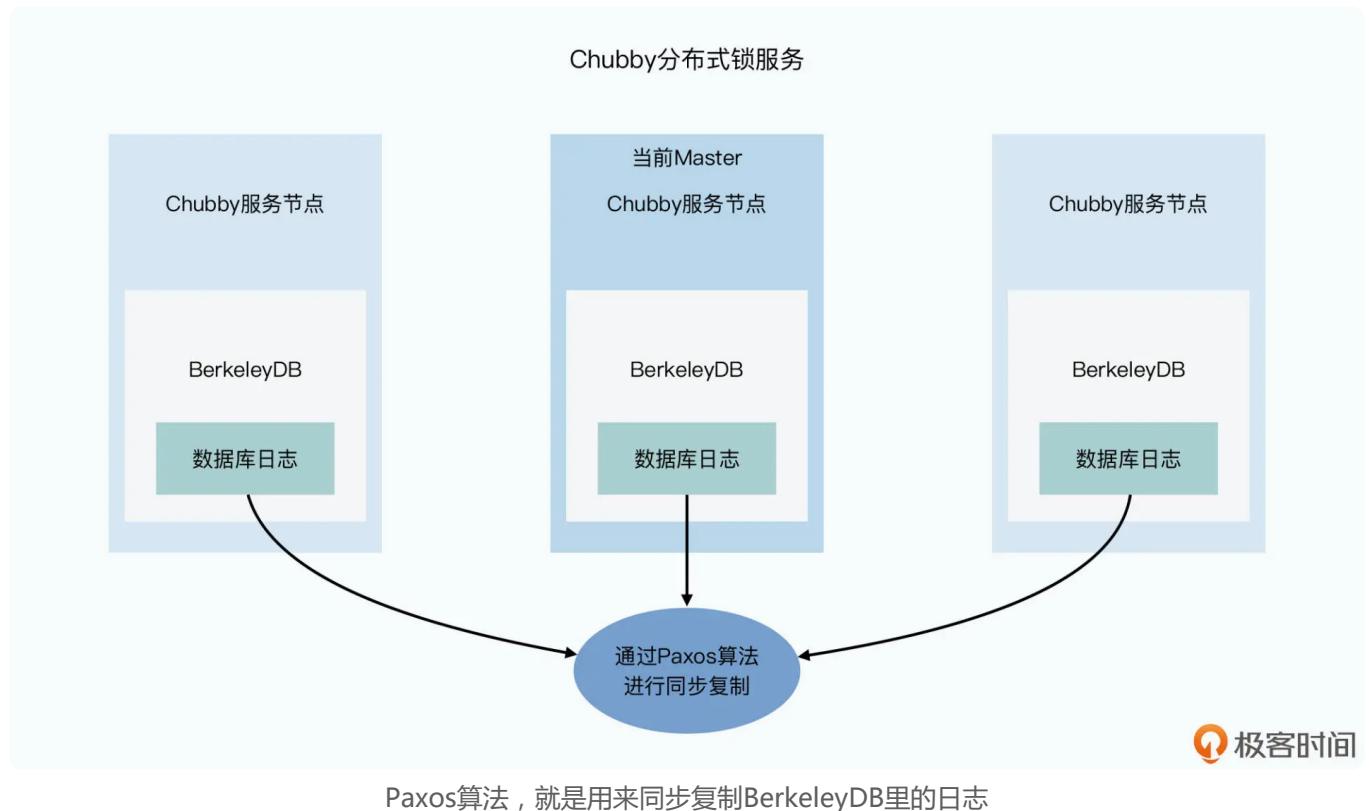 Chubby分布式锁服务
当前Master
Chubby服务节点
Chubby服务节点
Chubby服务节点
BerkeleyDB
BerkeleyDB
BerkeleyDB
数据库日志
数据库日志
数据库日志
通过Paxos算法
进行同步复制
极客时间
Paxos算法，就是用来同步复制BerkeleyDB里的日志